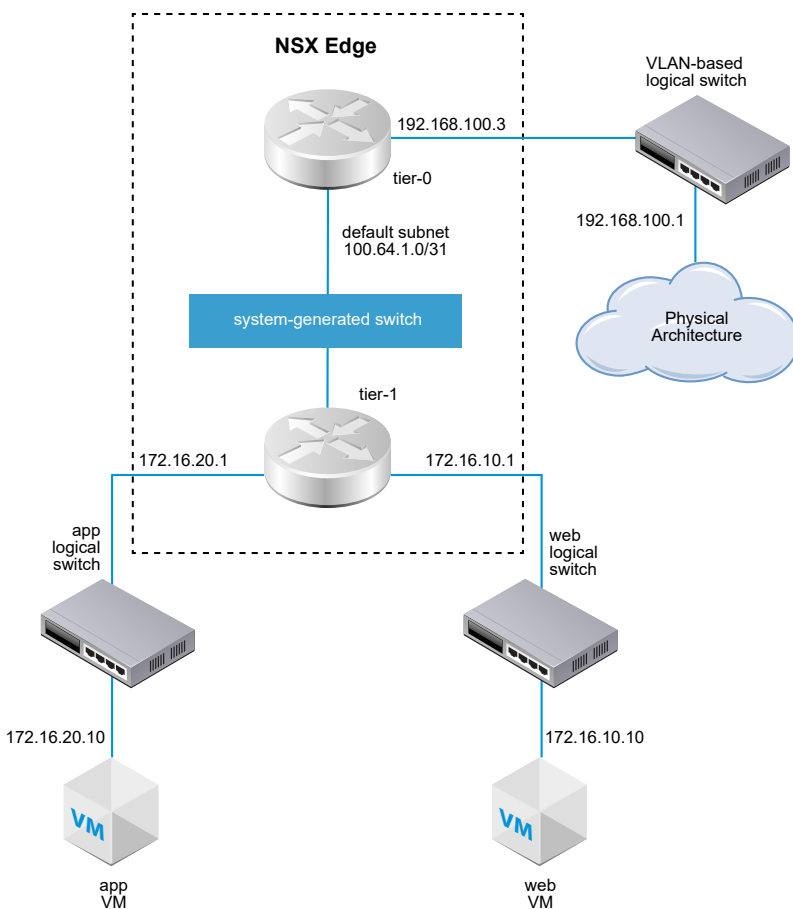 NSX Edge
VLAN-based
logical switch
192.168.100.3
tier-0
192.168.100.1
default subnet
100.64.1.0/31
Physical
Architecture
system-generated switch
tier-1
172.16.20.1
172.16.10.1
app
logical
switch
web
logical
switch
172.16.20.10
172.16.10.10
VM
VM
app
VM
web
VM